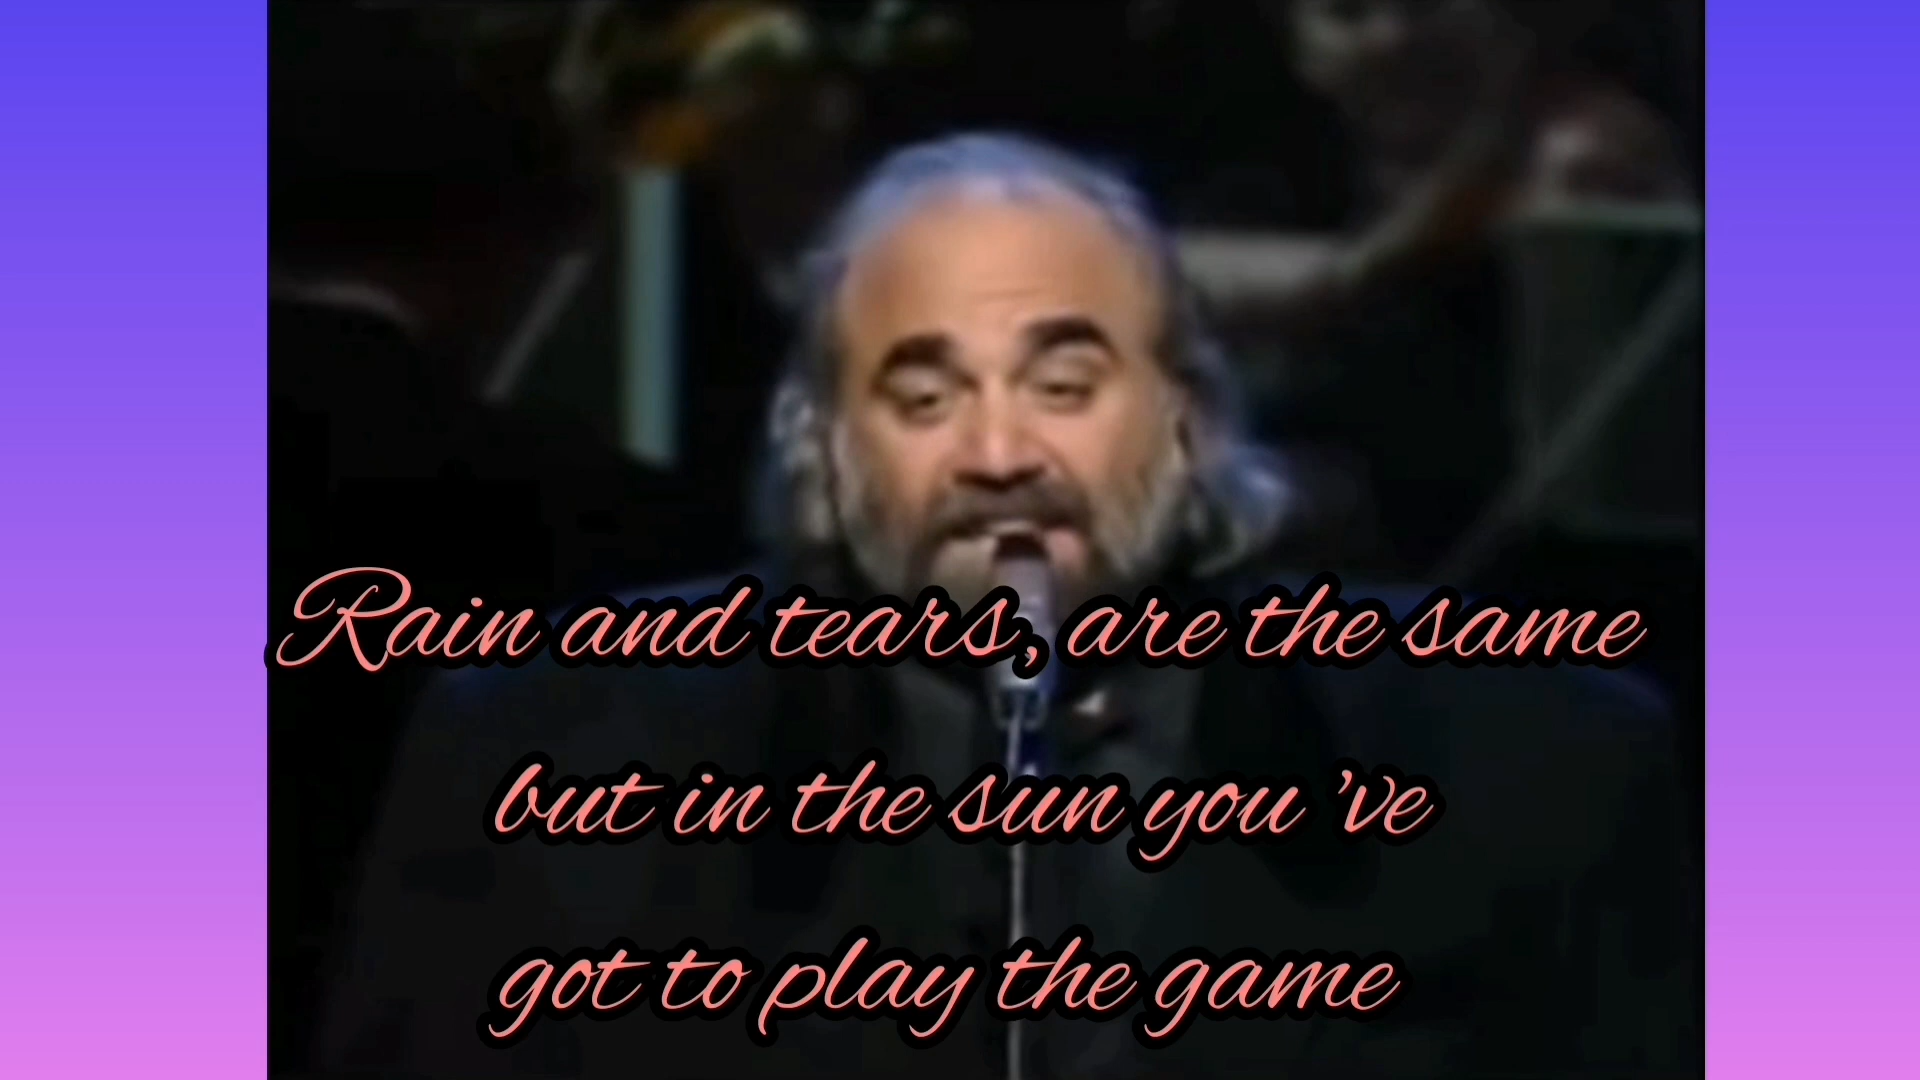 Rain and tears, are the same
but in the sun you 've
got to play the game